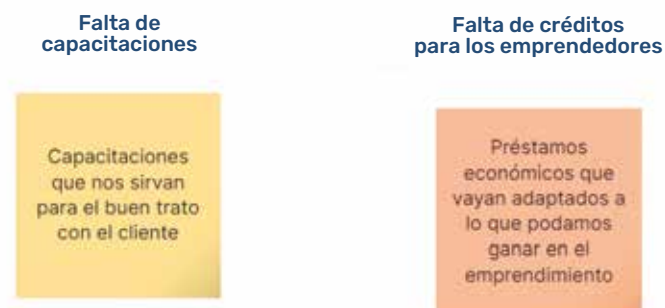 Falta de
capacitaciones
Capacitaciones
que nos sirvan
para el buen trato
con el cliente
Falta de créditos
para los emprendedores
Préstamos
económicos que
vayan adaptados a
lo que podamos
ganar en el
emprendimiento